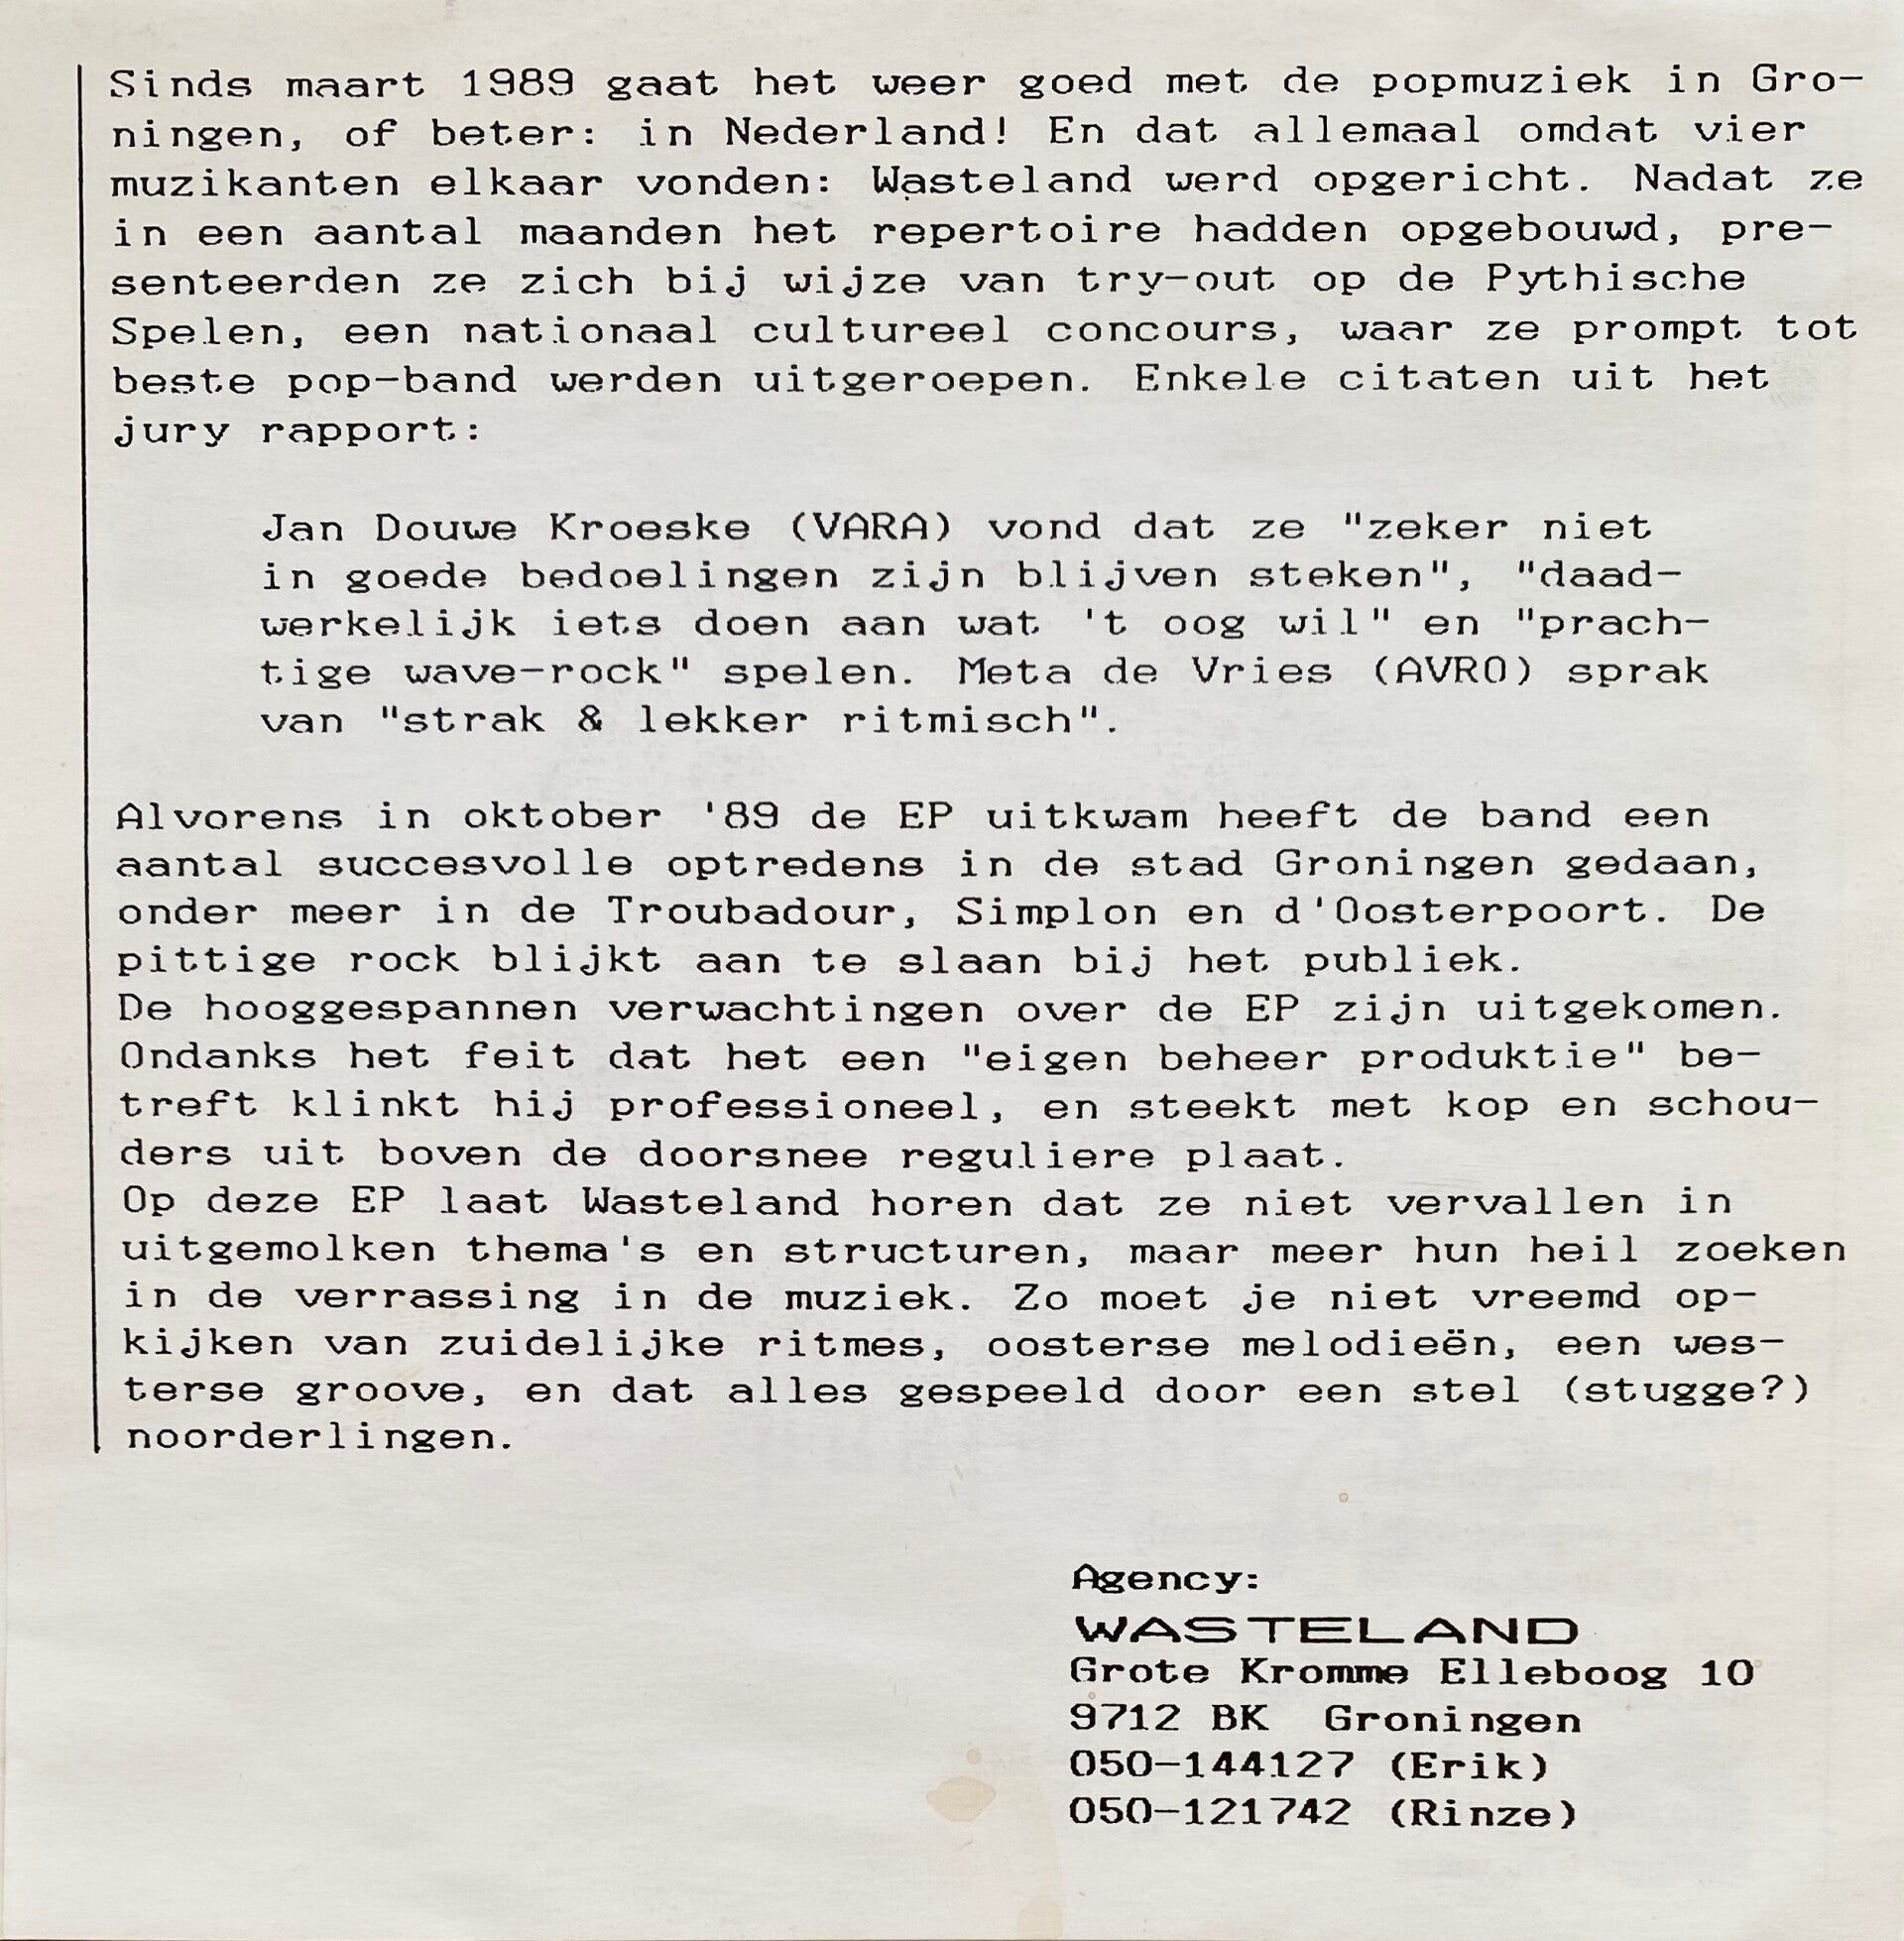 Sinds maart 1989 gaat het weer goed met de popmuziek in Gro-
ningen, of beter: in Nederland! En dat allemaal omdat vier
muzikanten elkaar vonden: Wasteland werd opgericht. Nadat ze
in een aantal maanden het repertoire hadden opgebouwd, pre-
senteerden ze zich bij wijze van try-out op de Pythische
Spelen, een nationaal cultureel concours, waar ze prompt tot
beste pop-band werden uitgeroepen. Enkele citaten uit het
jury rapport:
Jan Douwe Kroeske (VARA) vond dat ze "zeker niet
in goede bedoelingen zijn blijven steken", "daad-
werkelijk iets doen aan wat 't oog wil" en "prach-
tige wave-rock" spelen. Meta de Vries (AVRO) sprak
van "strak & lekker ritmisch".
Alvorens in oktober '89 de EP uitkwam heeft de band een
aantal succesvolle optredens in de stad Groningen gedaan,
onder meer in de Troubadour, Simplon en d'Oosterpoort. De
pittige rock blijkt aan te slaan bij het publiek.
De hooggespannen verwachtingen over de EP zijn uitgekomen.
Ondanks het feit dat het een "eigen beheer produktie" be-
treft klinkt hij professioneel, en steekt met kop en schou-
ders uit boven de doorsnee reguliere plaat.
Op deze EP laat Wasteland horen dat ze niet vervallen in
uitgemolken thema's en structuren, maar meer hun heil zoeken
in de verrassing in de muziek. Zo moet je niet vreemd op-
kijken van zuidelijke ritmes, oosterse melodieën, een wes-
terse groove, en dat alles gespeeld door een stel (stugge?)
noorderlingen.
Agency:
WASTELAND
Grote Kromme Elleboog 10
9712 BK Groningen
050-144127 (Erik)
050-121742 (Rinze)